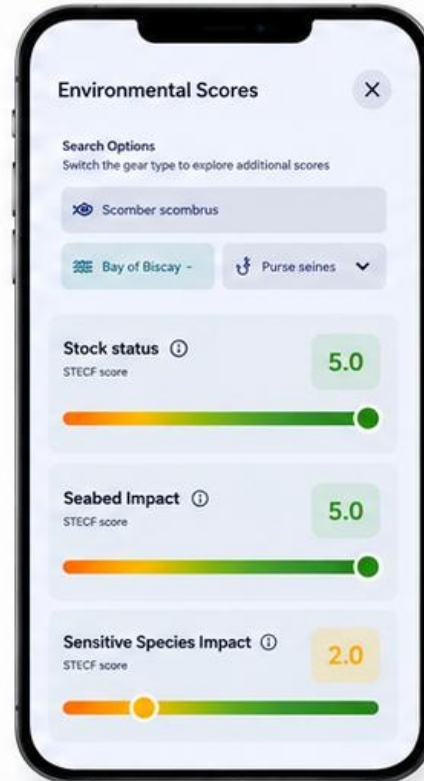 Environmental Scores
Search Options
Switch the gear type to explore additional scores
Scomber scombrus
Bay of Biscay -
Purse seines
Stock status
STECF score
5.0
Seabed Impact
STECF score
5.0
Sensitive Species Impact
STECF score
2.0